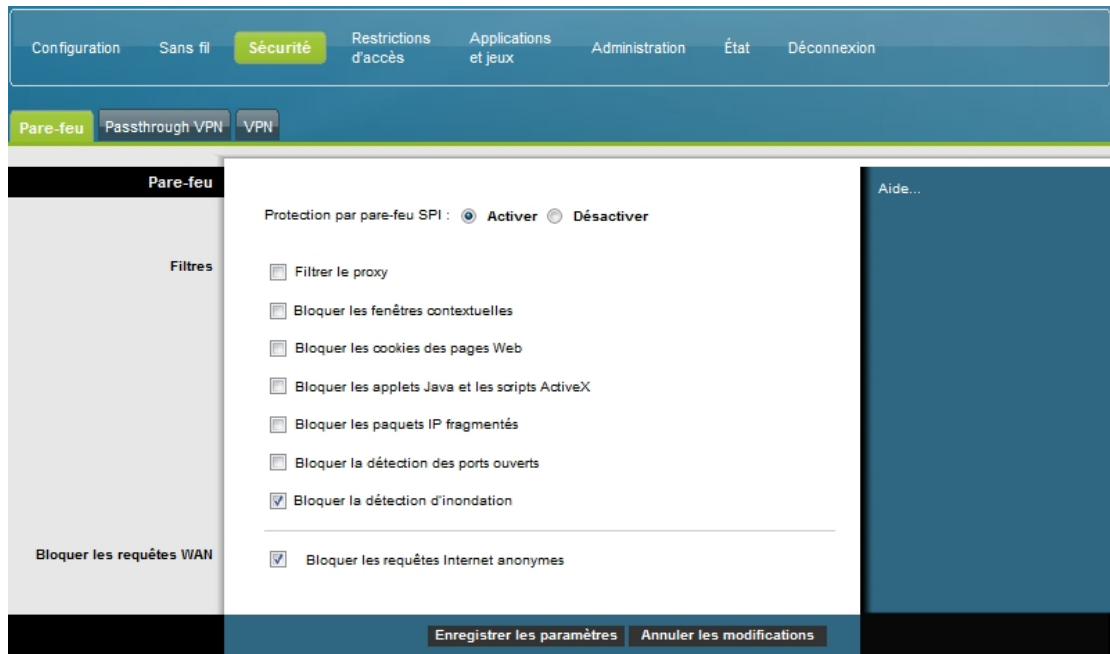 Configuration
Sans fil
Sécurité
Restrictions
d'accès
Applications
et jeux
Administration
État
Déconnexion
Pare-feu
Passthrough VPN
VPN
Pare-feu
Aide...
Protection par pare-feu SPI : Activer Désactiver
Filtres
Filtrer le proxy
Bloquer les fenêtres contextuelles
Bloquer les cookies des pages Web
Bloquer les applets Java et les scripts ActiveX
Bloquer les paquets IP fragmentés
Bloquer la détection des ports ouverts
Bloquer la détection d'inondation
Bloquer les requêtes WAN
Bloquer les requêtes Internet anonymes
Enregistrer les paramètres
Annuler les modifications